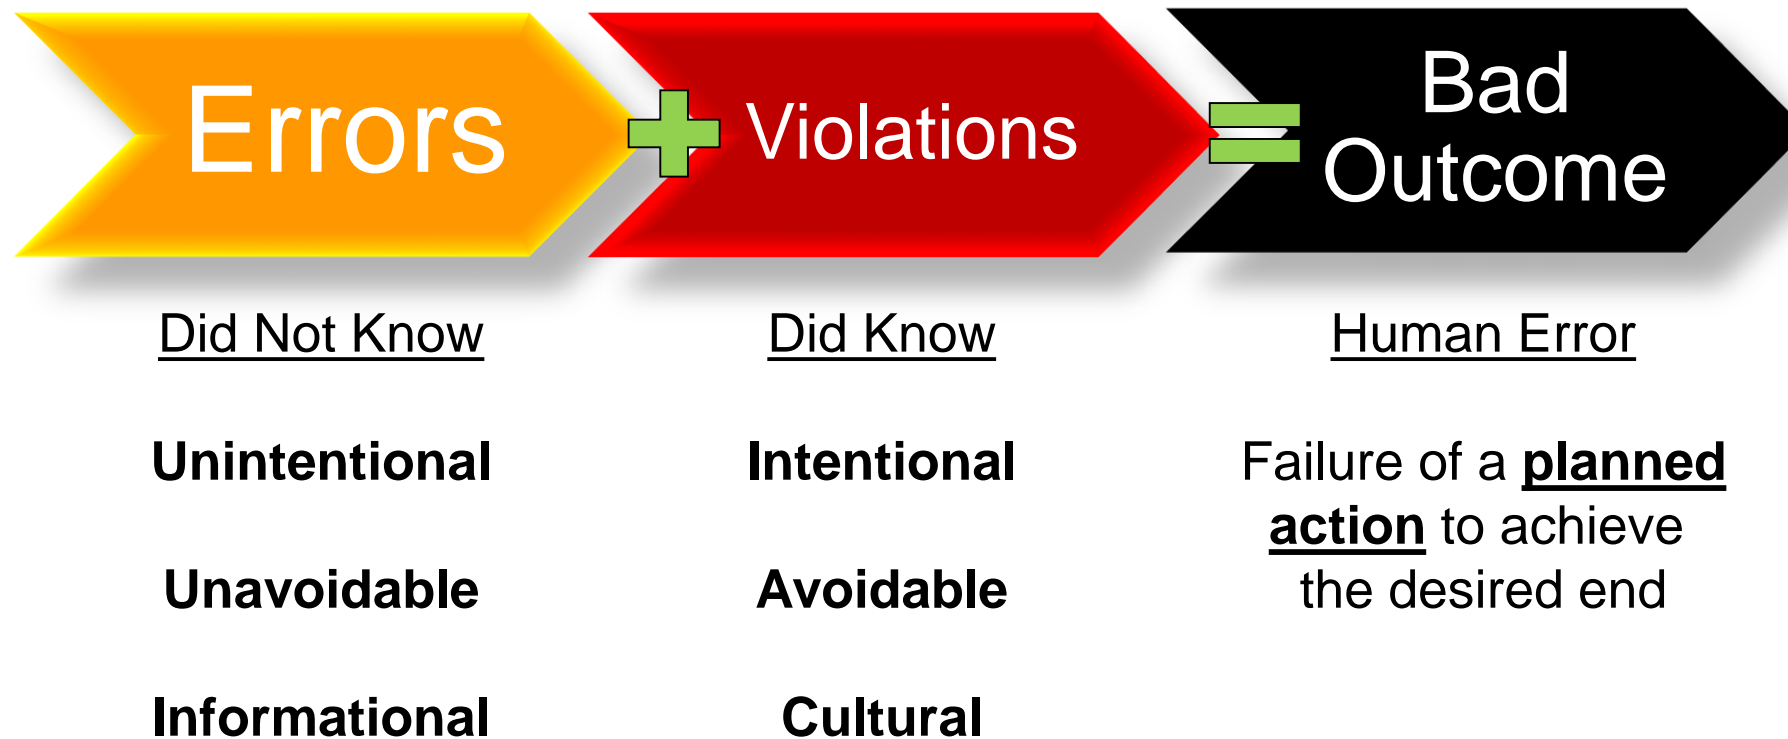 Errors
Violations
Bad
Outcome
Did Not Know
Unintentional
Unavoidable
Informational
Did Know
Intentional
Avoidable
Cultural
Human Error
Failure of a planned
action to achieve
the desired end